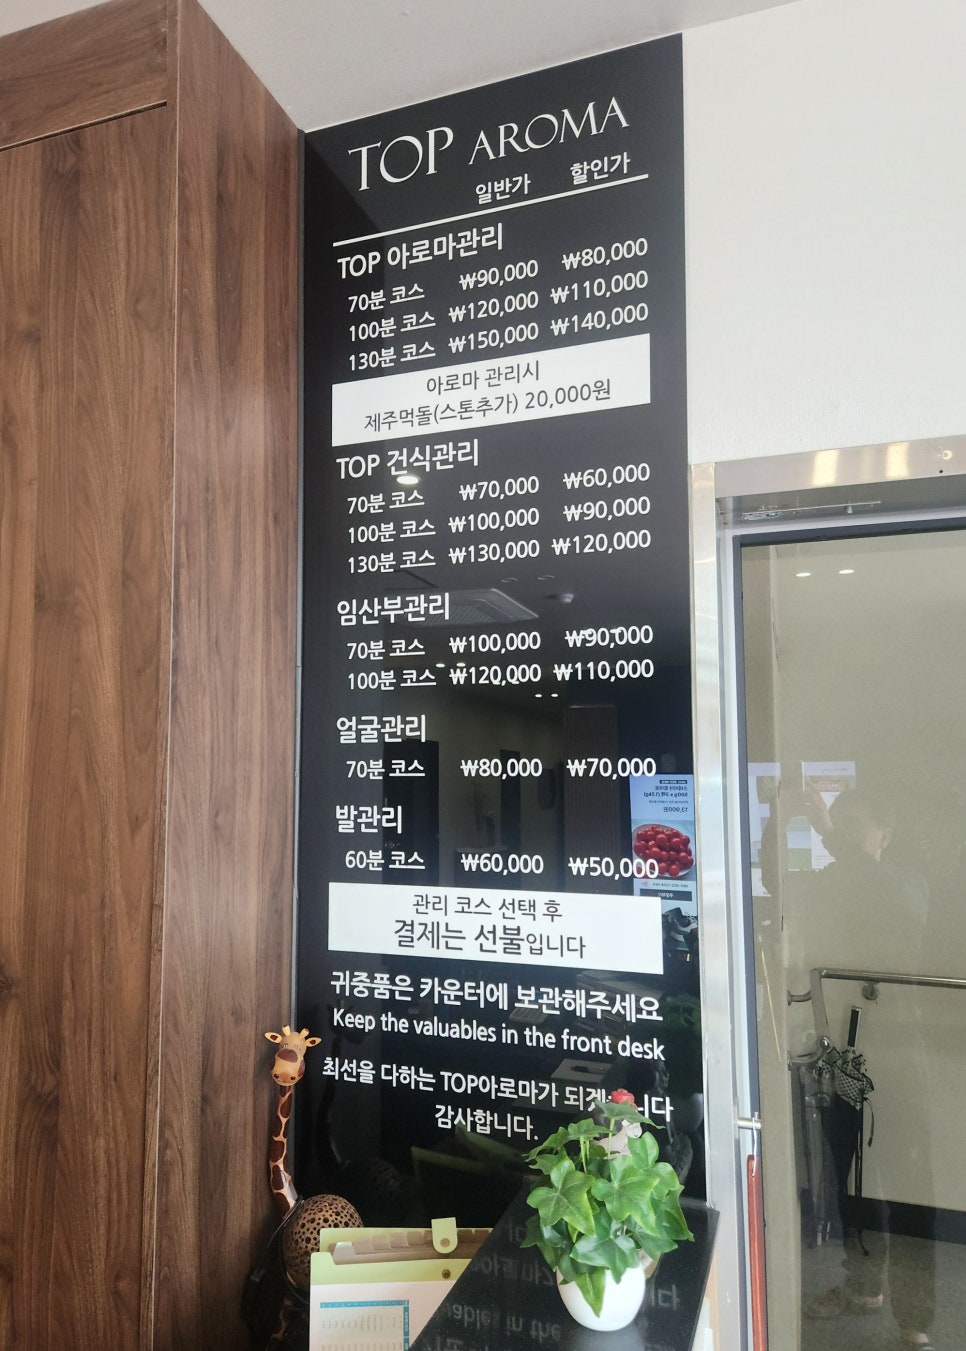 TOP AROMA
일반가 할인가
TOP 아로마관리
70분 코스 ₩90,000 ₩80,000
100분 코스 ₩120,000 ₩110,000
130분 코스 ₩150,000 ₩140,000
아로마 관리시
제주먹돌(스톤추가) 20,000원
TOP 건식관리
70분 코스 ₩70,000 ₩60,000
100분 코스 ₩100,000 ₩90,000
130분 코스 ₩130,000 ₩120,000
임산부관리
70분 코스 ₩100,000 ₩90,000
100분 코스 ₩120,000 ₩110,000
얼굴관리
70분 코스 ₩80,000 ₩70,000
발관리
60분 코스 ₩60,000 ₩50,000
관리 코스 선택 후
결제는 선불입니다
귀중품은 카운터에 보관해주세요
Keep the valuables in the front desk
최선을 다하는 TOP아로마가
감사합니다.